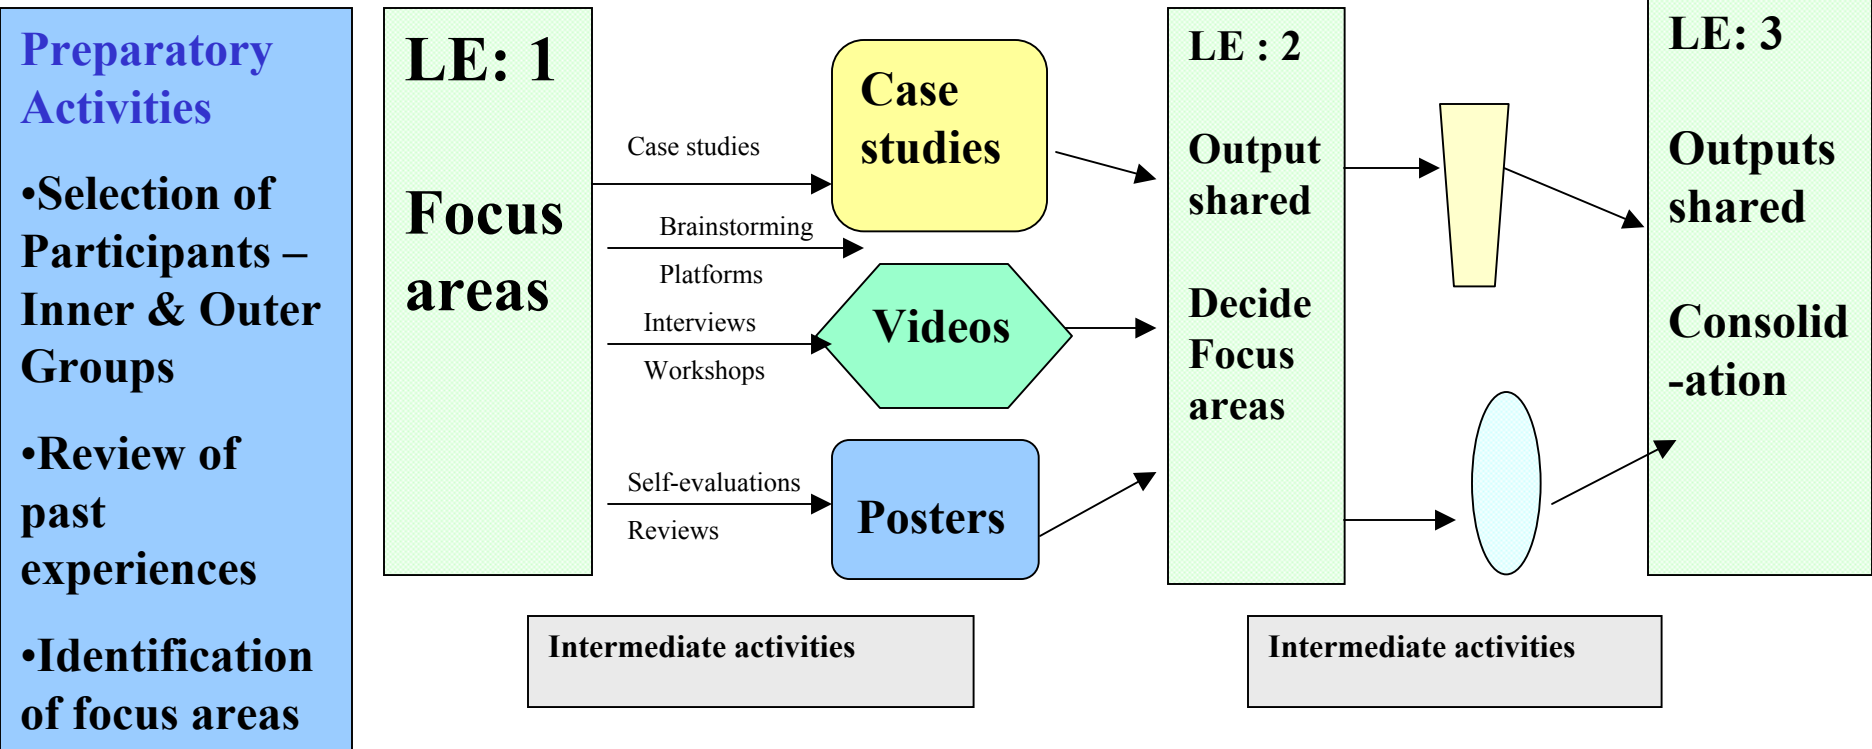 Preparatory
Activities
•Selection of
Participants –
Inner & Outer
Groups
•Review of
past
experiences
•Identification
of focus areas
LE: 1
Focus
areas
Case studies
Brainstorming
Platforms
Interviews
Workshops
Self-evaluations
Reviews
Case
studies
Videos
Posters
Intermediate activities
LE : 2
Output
shared
Decide
Focus
areas
Intermediate activities
LE: 3
Outputs
shared
Consolid
-ation